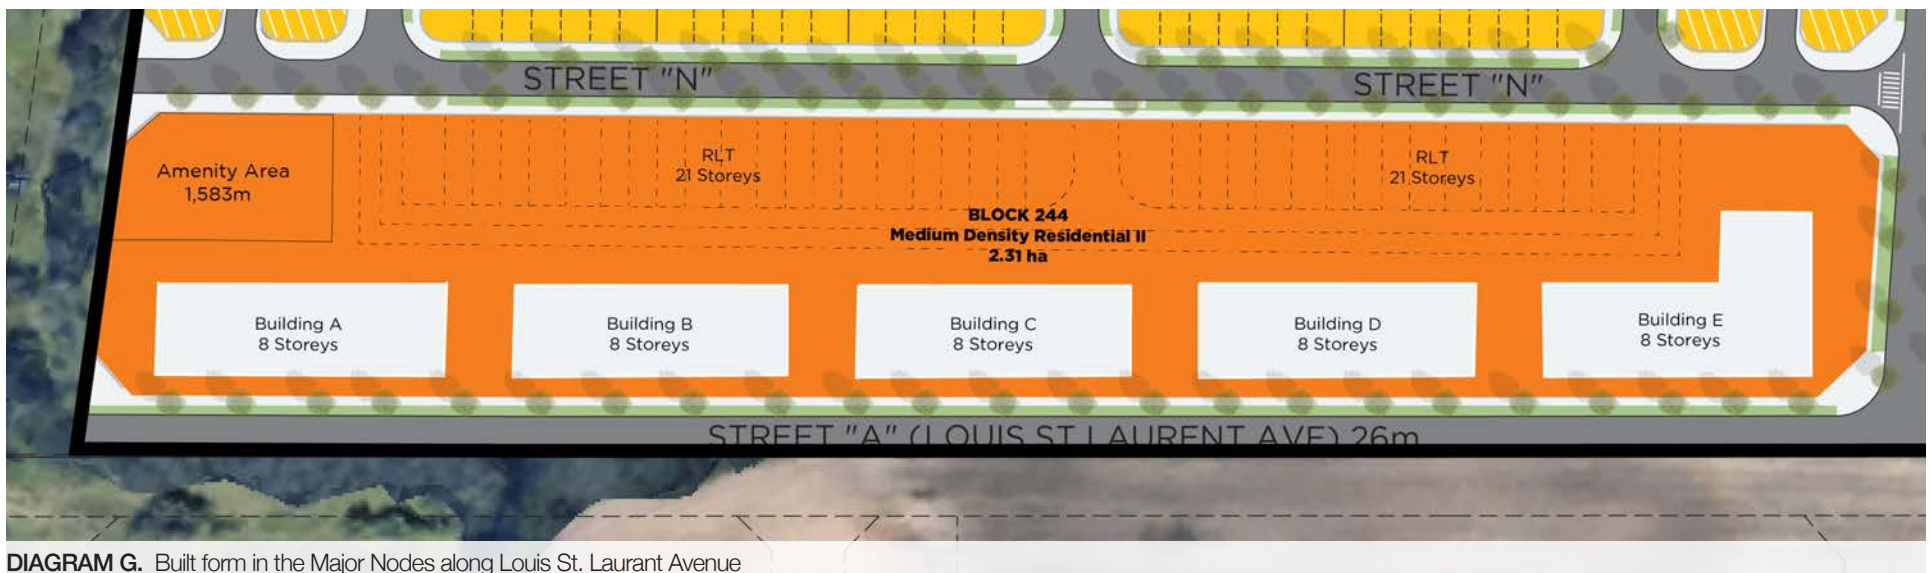 STREET "N"
STREET "N"
Amenity Area
1,583m
RLT
21 Storeys
RLT
21 Storeys
BLOCK 244
Medium Density Residential II
2.31 ha
Building A
8 Storeys
Building B
8 Storeys
Building C
8 Storeys
Building D
8 Storeys
Building E
8 Storeys
STREET "A" (LOUIS ST LAURENT AVE) 26m
DIAGRAM G. Built form in the Major Nodes along Louis St. Laurant Avenue